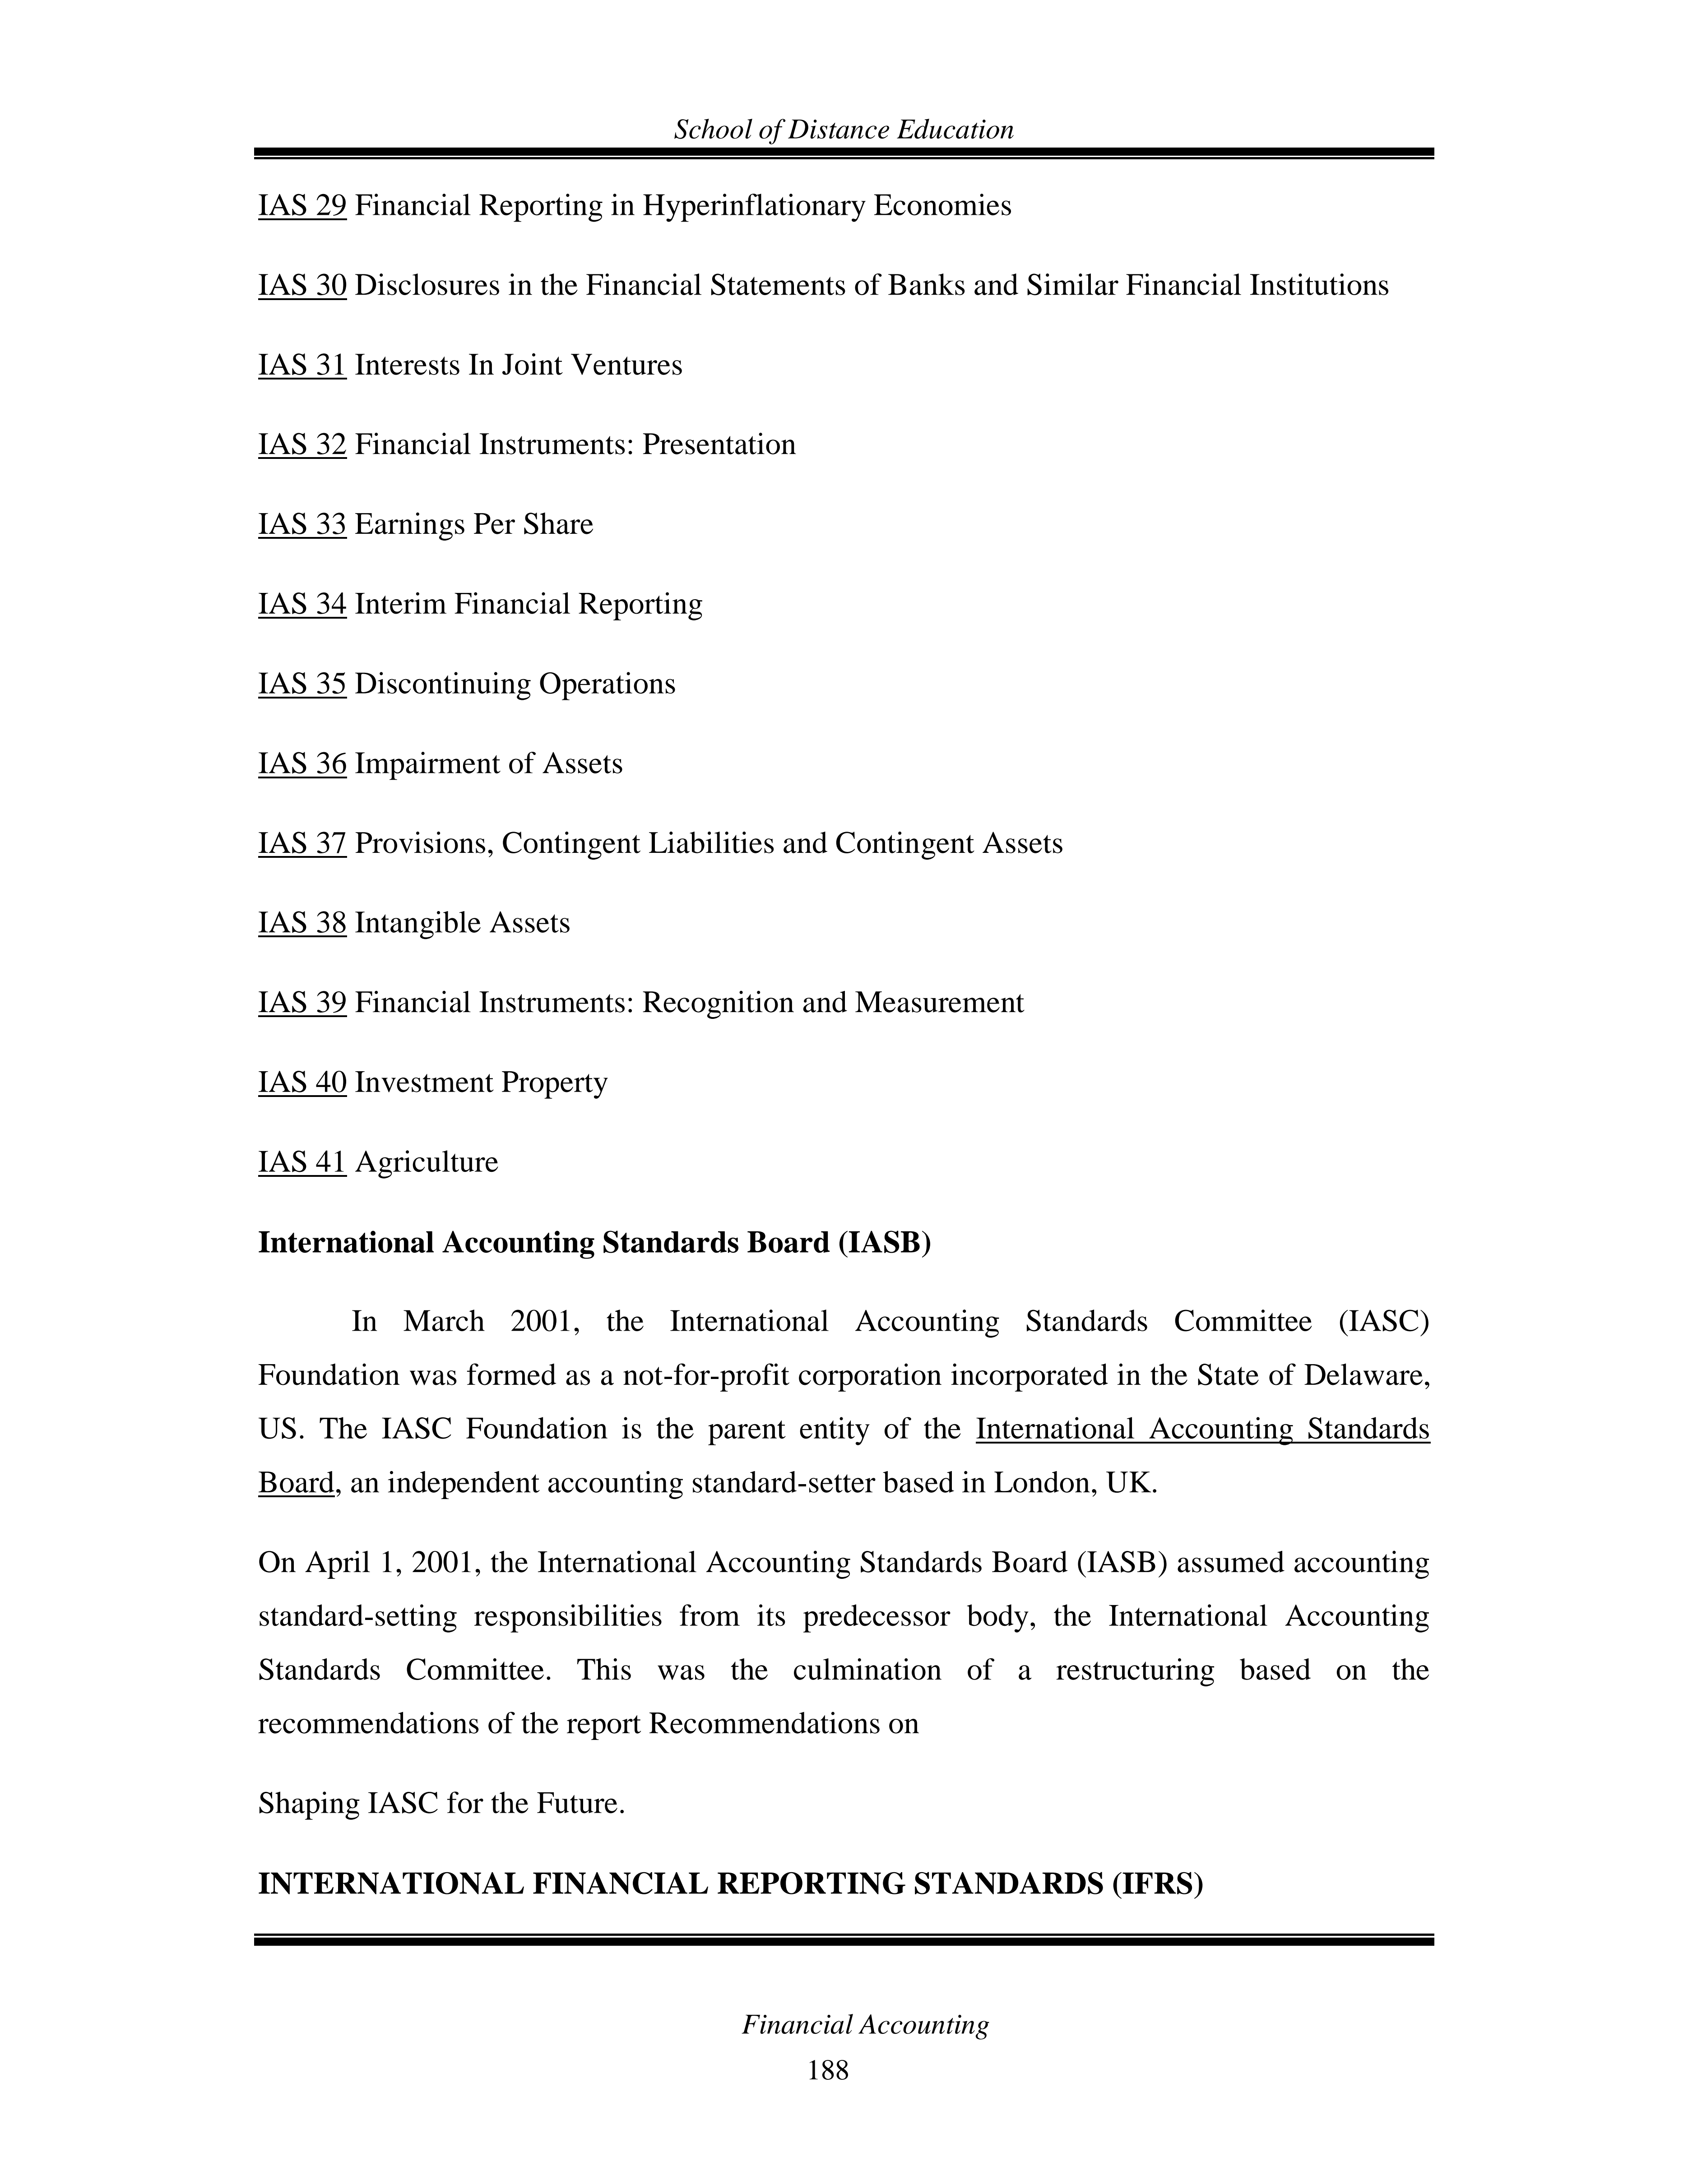 School of Distance Education
IAS 29 Financial Reporting in Hyperinflationary Economies
IAS 30 Disclosures in the Financial Statements of Banks and Similar Financial Institutions
IAS 31 Interests In Joint Ventures
IAS 32 Financial Instruments: Presentation
IAS 33 Earnings Per Share
IAS 34 Interim Financial Reporting
IAS 35 Discontinuing Operations
IAS 36 Impairment of Assets
IAS 37 Provisions, Contingent Liabilities and Contingent Assets
IAS 38 Intangible Assets
IAS 39 Financial Instruments: Recognition and Measurement
IAS 40 Investment Property
IAS 41 Agriculture
International Accounting Standards Board (IASB)
In March 2001, the International Accounting Standards Committee (IASC)
Foundation was formed as a not-for-profit corporation incorporated in the State of Delaware,
US. The IASC Foundation is the parent entity of the International Accounting Standards
Board, an independent accounting standard-setter based in London, UK.
On April 1, 2001, the International Accounting Standards Board (IASB) assumed accounting
standard-setting responsibilities from its predecessor body, the International Accounting
Standards Committee. This was the culmination of a restructuring based on the
recommendations of the report Recommendations on
Shaping IASC for the Future.
INTERNATIONAL FINANCIAL REPORTING STANDARDS (IFRS)
Financial Accounting
188